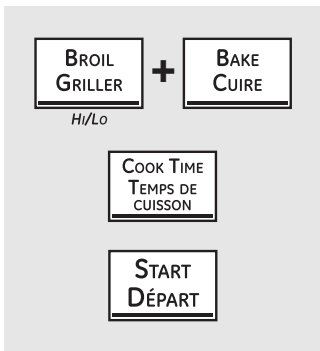 BROIL
GRILLER
+
BAKE
CUIRE
HI/LO
COOK TIME
TEMPS DE
CUISSON
START
DÉPART